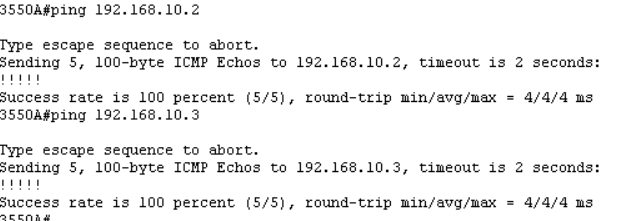 3550A#ping 192.168.10.2
Type escape sequence to abort.
Sending 5, 100-byte ICMP Echos to 192.168.10.2, timeout is 2 seconds:
!!!!!
Success rate is 100 percent (5/5), round-trip min/avg/max = 4/4/4 ms
3550A#ping 192.168.10.3
Type escape sequence to abort.
Sending 5, 100-byte ICMP Echos to 192.168.10.3, timeout is 2 seconds:
!!!!!
Success rate is 100 percent (5/5), round-trip min/avg/max = 4/4/4 ms
3550A#